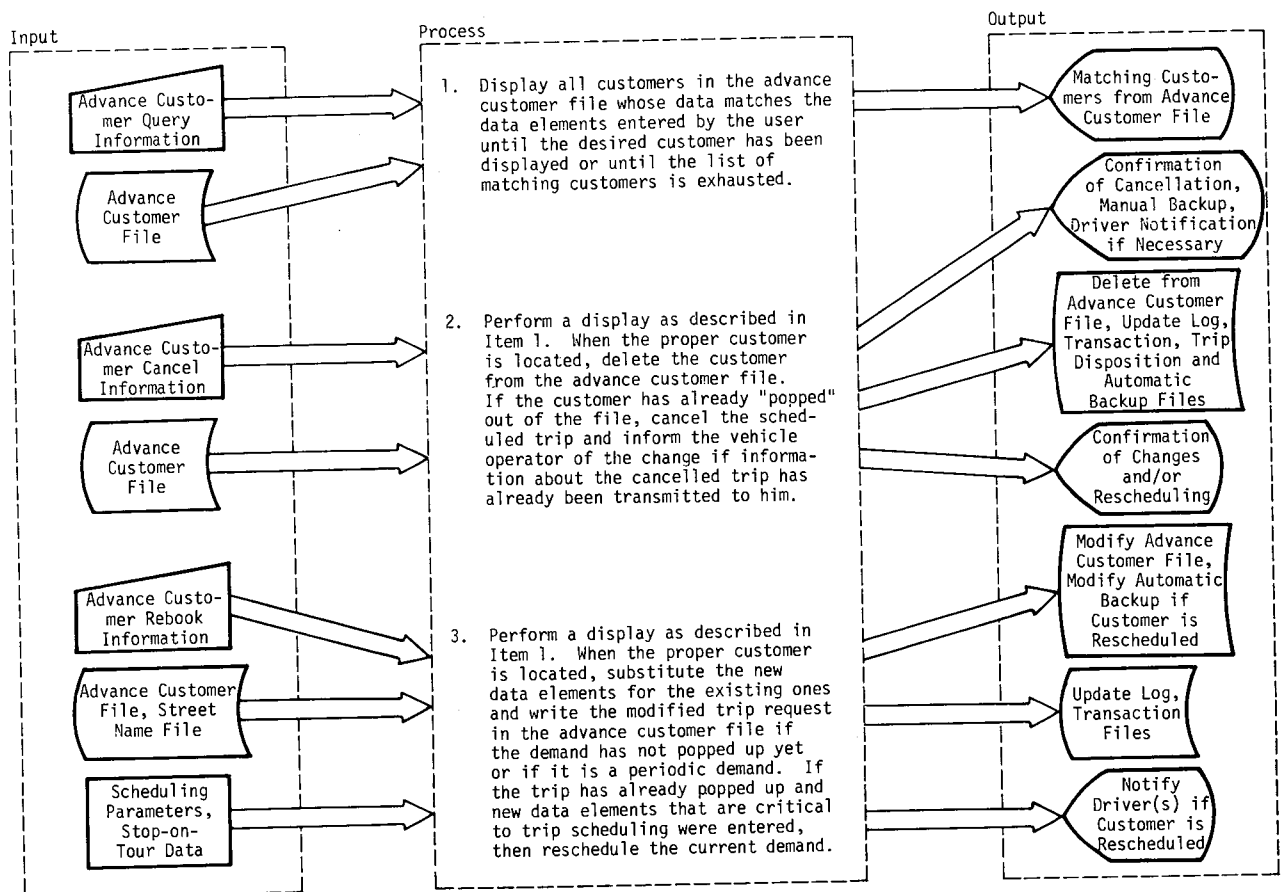 Input
Process
Output
Advance Custo-
mer Query
Information
Advance
Customer
File
1. Display all customers in the advance
customer file whose data matches the
data elements entered by the user
until the desired customer has been
displayed or until the list of
matching customers is exhausted.
Matching Custo-
mers from Advance
Customer File
Confirmation
of Cancellation,
Manual Backup,
Driver Notification
if Necessary
Advance Custo-
mer Cancel
Information
Advance
Customer
File
2. Perform a display as described in
Item 1. When the proper customer
is located, delete the customer
from the advance customer file.
If the customer has already "popped"
out of the file, cancel the sched-
uled trip and inform the vehicle
operator of the change if informa-
tion about the cancelled trip has
already been transmitted to him.
Delete from
Advance Customer
File, Update Log,
Transaction, Trip
Disposition and
Automatic
Backup Files
Confirmation
of Changes
and/or
Rescheduling
Advance Custo-
mer Rebook
Information
Advance Customer
File, Street
Name File
Scheduling
Parameters,
Stop-on-
Tour Data
3. Perform a display as described in
Item 1. When the proper customer
is located, substitute the new
data elements for the existing ones
and write the modified trip request
in the advance customer file if
the demand has not popped up yet
or if it is a periodic demand. If
the trip has already popped up and
new data elements that are critical
to trip scheduling were entered,
then reschedule the current demand.
Modify Advance
Customer File,
Modify Automatic
Backup if
Customer is
Rescheduled
Update Log,
Transaction
Files
Notify
Driver(s) if
Customer is
Rescheduled